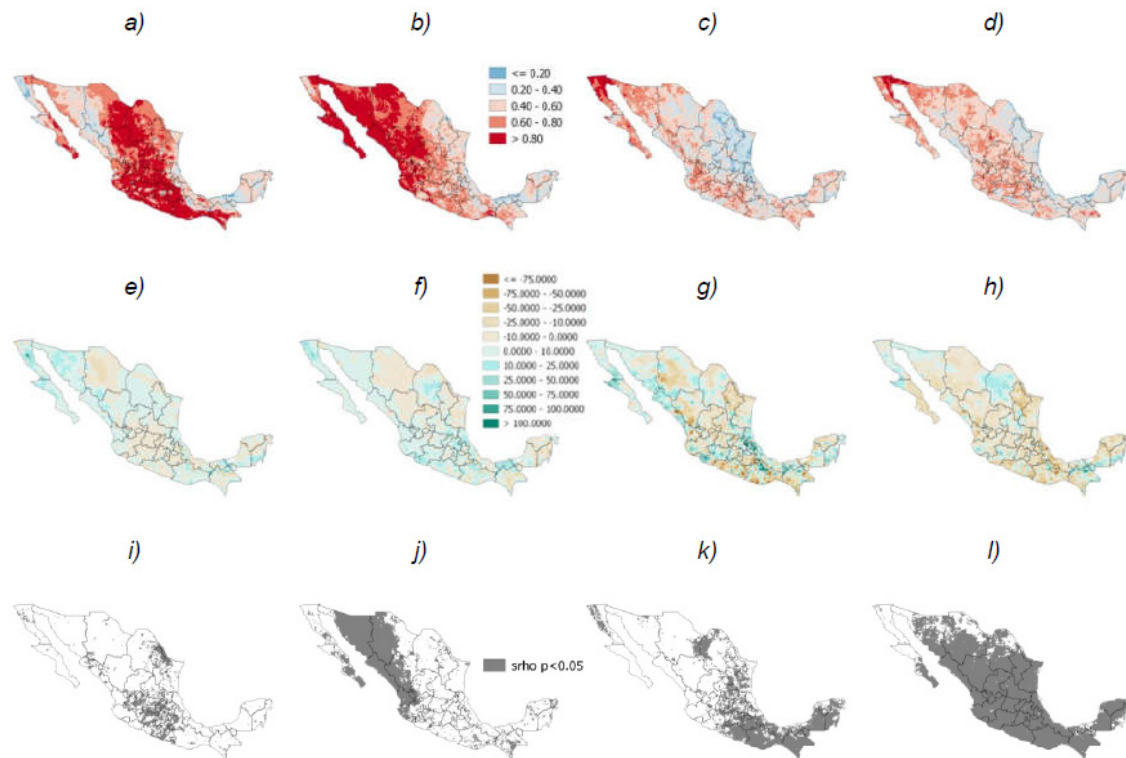 a)
b)
c)
d)
<= 0.20
0.20 - 0.40
0.40 - 0.60
0.60 - 0.80
> 0.80
e)
f)
g)
h)
<= -75.0000
-75.0000 - -50.0000
-50.0000 - -25.0000
-25.0000 - -10.0000
-10.0000 - 0.0000
0.0000 - 10.0000
10.0000 - 25.0000
25.0000 - 50.0000
50.0000 - 75.0000
75.0000 - 100.0000
> 100.0000
i)
j)
k)
l)
srho p<0.05